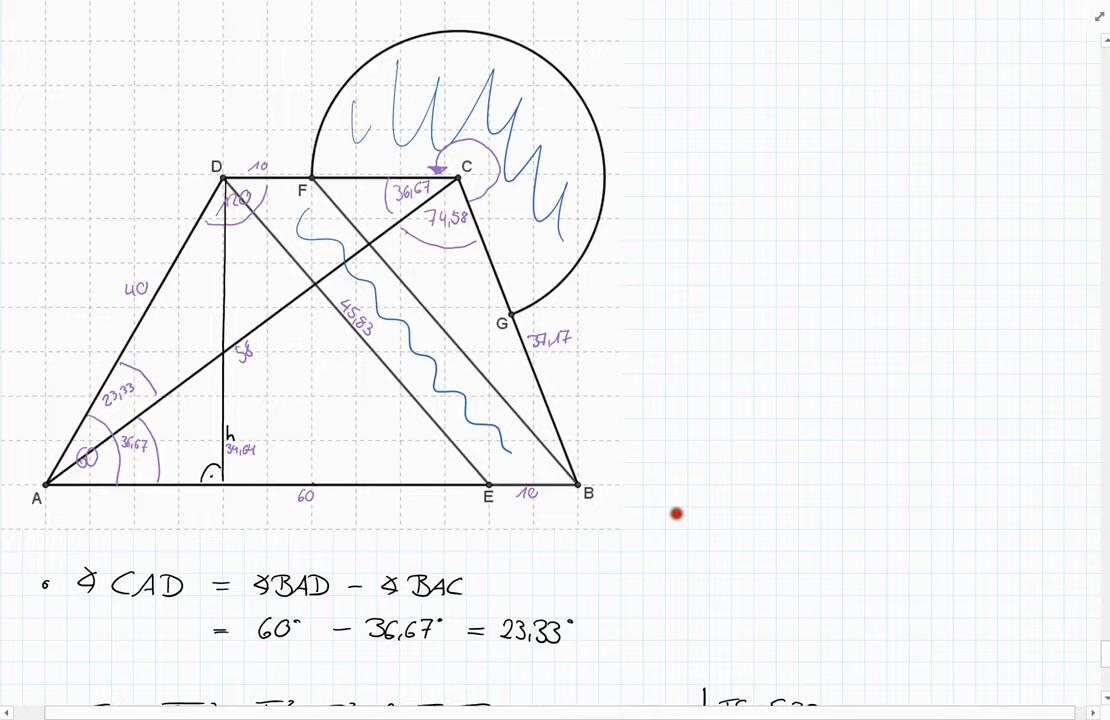 D
10
F
C
120
36,67
74,58
40
45,83
G
37,17
58
23,33
h
34,64
36,67
60
A
60
E
10
B
• ∢ CAD = ∢BAD - ∢ BAC
= 60° - 36,67° = 23,33°